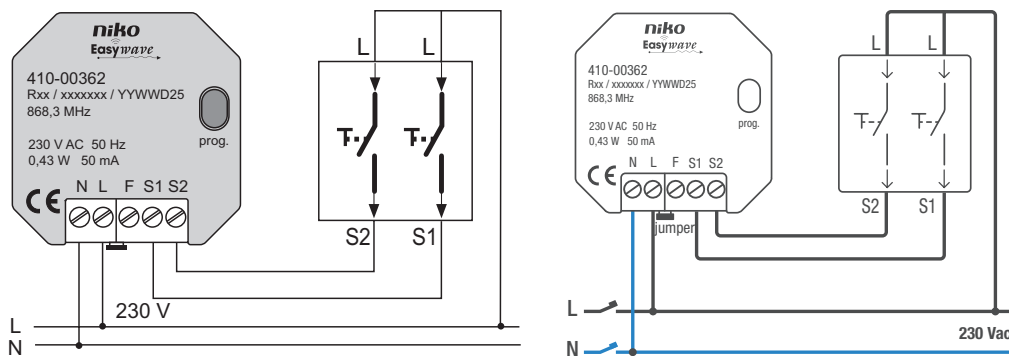 niko
Easywave
410-00362
Rxx / xxxxxxx / YYWWD25
868,3 MHz
230 V AC 50 Hz
0,43 W 50 mA
prog.
CE
N L F S1 S2
L L
S2 S1
230 V
L
N
niko
Easywave
410-00362
Rxx / xxxxxxx / YYWWD25
868,3 MHz
230 V AC 50 Hz
0,43 W 50 mA
prog.
CE
N L F S1 S2
jumper
L L
S2 S1
L
N
230 Vac